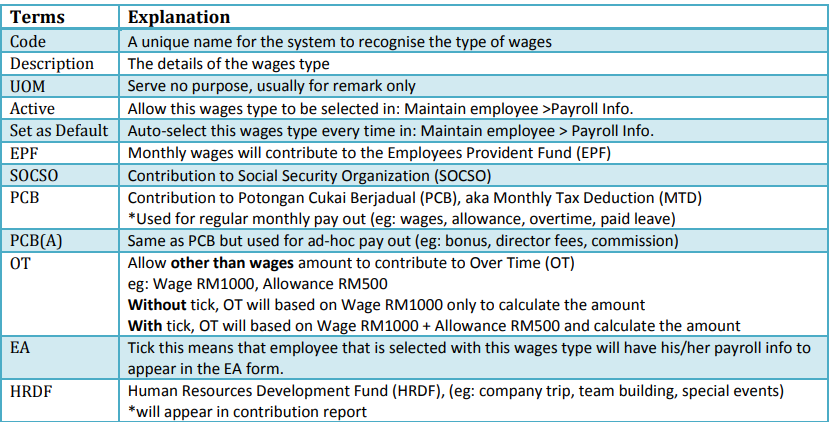 Terms Explanation
Code A unique name for the system to recognise the type of wages
Description The details of the wages type
UOM Serve no purpose, usually for remark only
Active Allow this wages type to be selected in: Maintain employee >Payroll Info.
Set as Default Auto-select this wages type every time in: Maintain employee > Payroll Info.
EPF Monthly wages will contribute to the Employees Provident Fund (EPF)
SOCSO Contribution to Social Security Organization (SOCSO)
PCB Contribution to Potongan Cukai Berjadual (PCB), aka Monthly Tax Deduction (MTD)
*Used for regular monthly pay out (eg: wages, allowance, overtime, paid leave)
PCB(A) Same as PCB but used for ad-hoc pay out (eg: bonus, director fees, commission)
OT Allow other than wages amount to contribute to Over Time (OT)
eg: Wage RM1000, Allowance RM500
Without tick, OT will based on Wage RM1000 only to calculate the amount
With tick, OT will based on Wage RM1000 + Allowance RM500 and calculate the amount
EA Tick this means that employee that is selected with this wages type will have his/her payroll info to
appear in the EA form.
HRDF Human Resources Development Fund (HRDF), (eg: company trip, team building, special events)
*will appear in contribution report